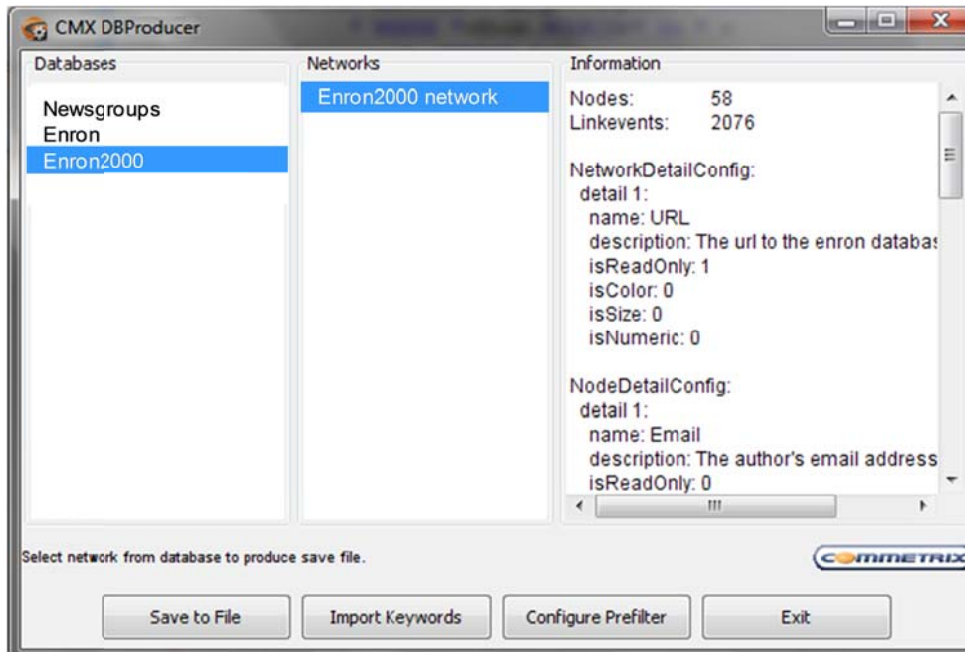 CMX DBProducer
Databases
Newsgroups
Enron
Enron2000
Networks
Enron2000 network
Information
Nodes: 58
Linkevents: 2076
NetworkDetailConfig:
detail 1:
name: URL
description: The url to the enron databas
isReadOnly: 1
isColor: 0
isSize: 0
isNumeric: 0
NodeDetailConfig:
detail 1:
name: Email
description: The author's email address
isReadOnly: 0
Select network from database to produce save file.
COMMETRIX
Save to File
Import Keywords
Configure Prefilter
Exit